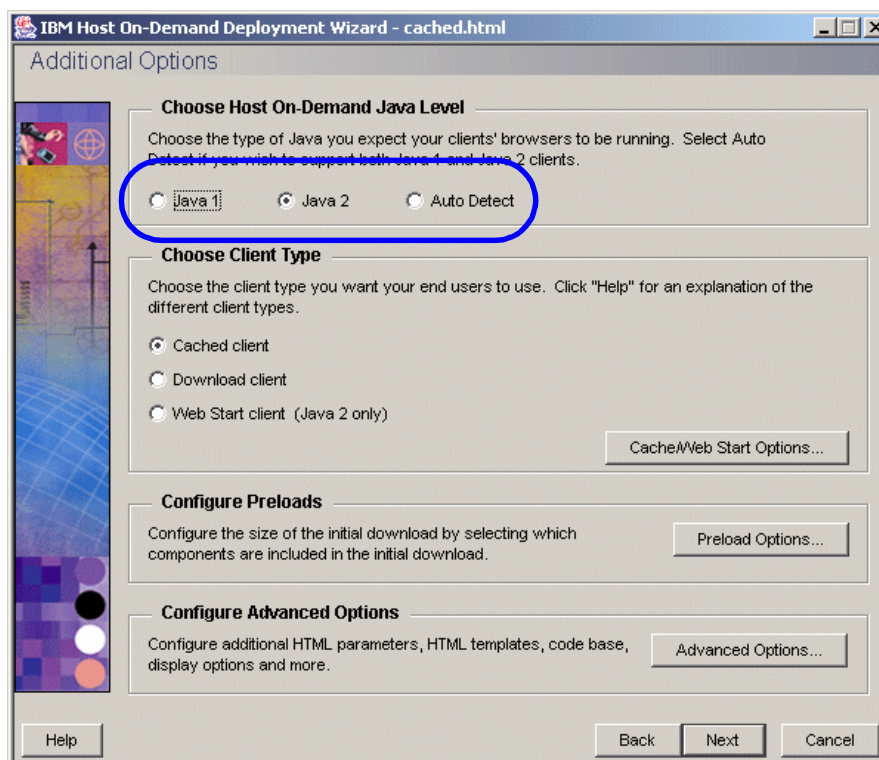 IBM Host On-Demand Deployment Wizard - cached.html
Additional Options
Choose Host On-Demand Java Level
Choose the type of Java you expect your clients' browsers to be running. Select Auto
Detect if you wish to support both Java 1 and Java 2 clients.
Java 1
Java 2
Auto Detect
Choose Client Type
Choose the client type you want your end users to use. Click "Help" for an explanation of the
different client types.
Cached client
Download client
Web Start client (Java 2 only)
Cache/Web Start Options...
Configure Preloads
Configure the size of the initial download by selecting which
components are included in the initial download.
Preload Options...
Configure Advanced Options
Configure additional HTML parameters, HTML templates, code base,
display options and more.
Advanced Options...
Help
Back
Next
Cancel